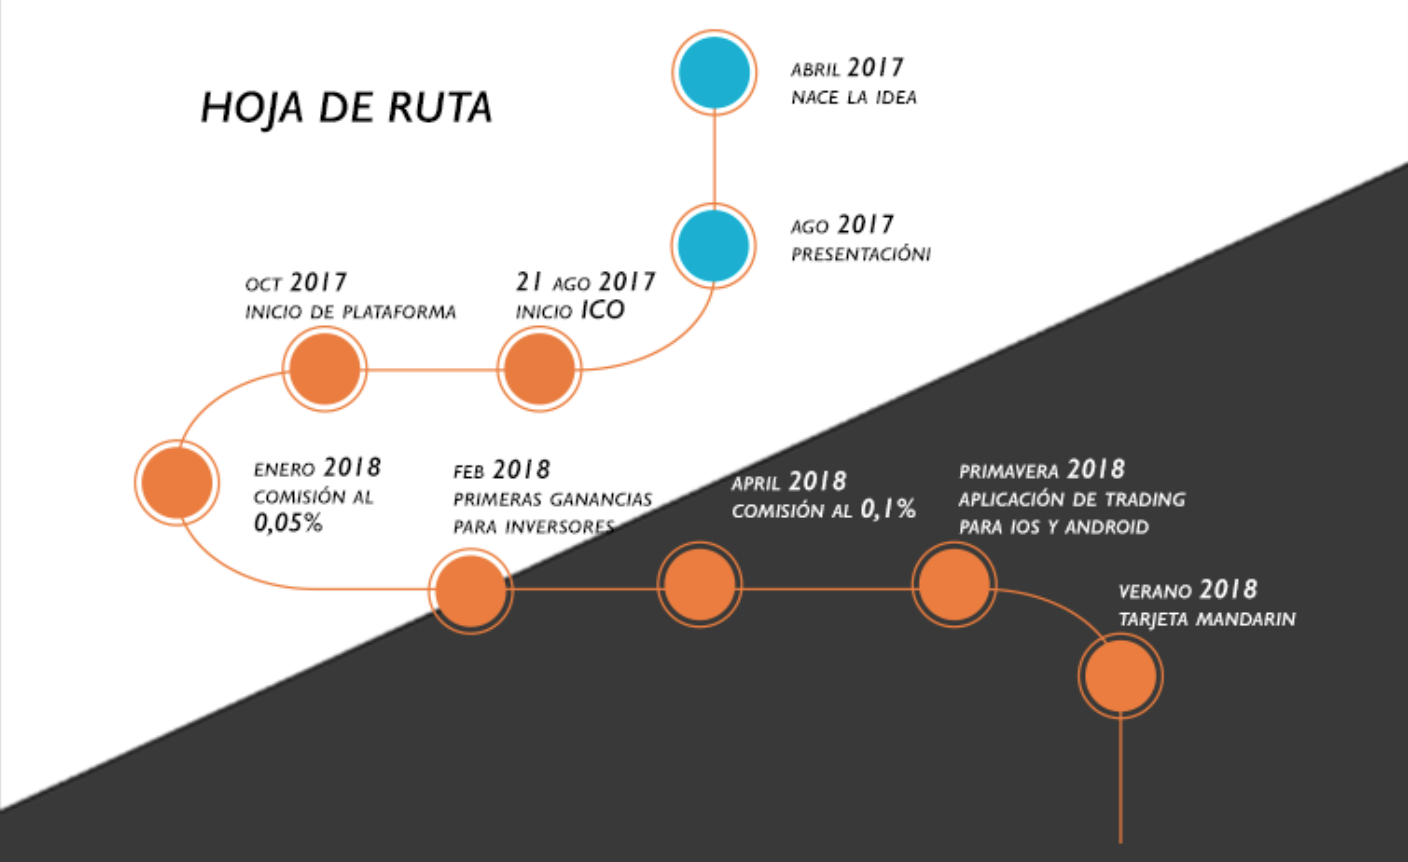 HOJA DE RUTA
ABRIL 2017
NACE LA IDEA
AGO 2017
PRESENTACIÓNI
21 AGO 2017
INICIO ICO
OCT 2017
INICIO DE PLATAFORMA
ENERO 2018
COMISIÓN AL
0,05%
FEB 2018
PRIMERAS GANANCIAS
PARA INVERSORES
APRIL 2018
COMISIÓN AL 0,1%
PRIMAVERA 2018
APLICACIÓN DE TRADING
PARA IOS Y ANDROID
VERANO 2018
TARJETA MANDARIN